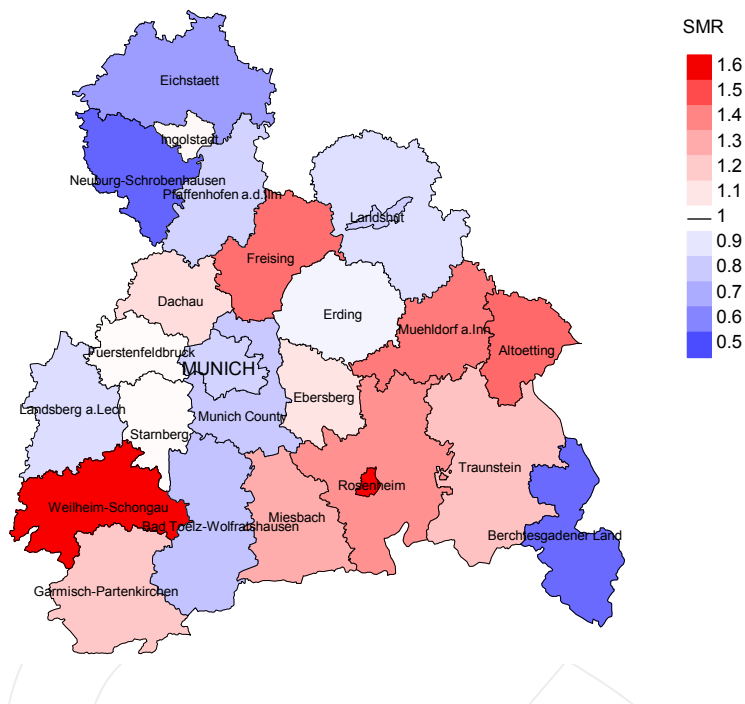 SMR
1.6
1.5
1.4
1.3
1.2
1.1
1
0.9
0.8
0.7
0.6
0.5
Eichstaett
Ingolstadt
Neuburg-Schrobenhausen
Pfaffenhofen a.d.Ilm
Landshut
Freising
Dachau
Erding
Muehldorf a.Inn
Altoetting
Fuerstenfeldbruck
MUNICH
Ebersberg
Landsberg a.Lech
Munich County
Starnberg
Traunstein
Rosenheim
Weilheim-Schongau
Miesbach
Bad Toelz-Wolfratshausen
Berchtesgadener Land
Garmisch-Partenkirchen